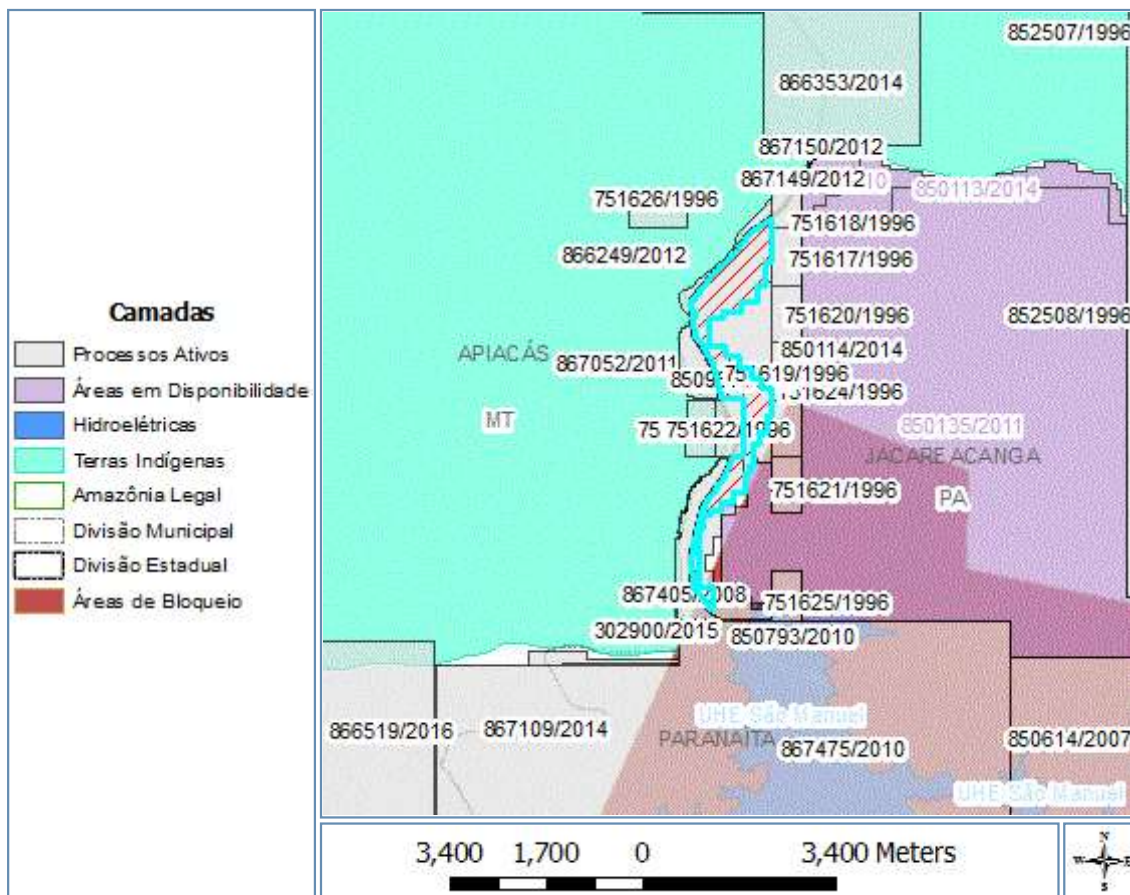 Camadas
Processos Ativos
Áreas em Disponibilidade
Hidroelétricas
Terras Indígenas
Amazônia Legal
Divisão Municipal
Divisão Estadual
Áreas de Bloqueio
852507/1996
866353/2014
867150/2012
867149/2012
850113/2014
751626/1996
751618/1996
866249/2012
751617/1996
751620/1996
852508/1996
APIACÁS
867052/2011
850114/2014
751619/1996
751624/1996
MT
751622/1996
850135/2011
JACAREACANGA
751621/1996
PA
867405/2008
751625/1996
302900/2015
850793/2010
UHE São Manuel
866519/2016
867109/2014
PARANAÍTA
867475/2010
850614/2007
UHE São Manuel
3,400 1,700 0 3,400 Meters
N
W E
S